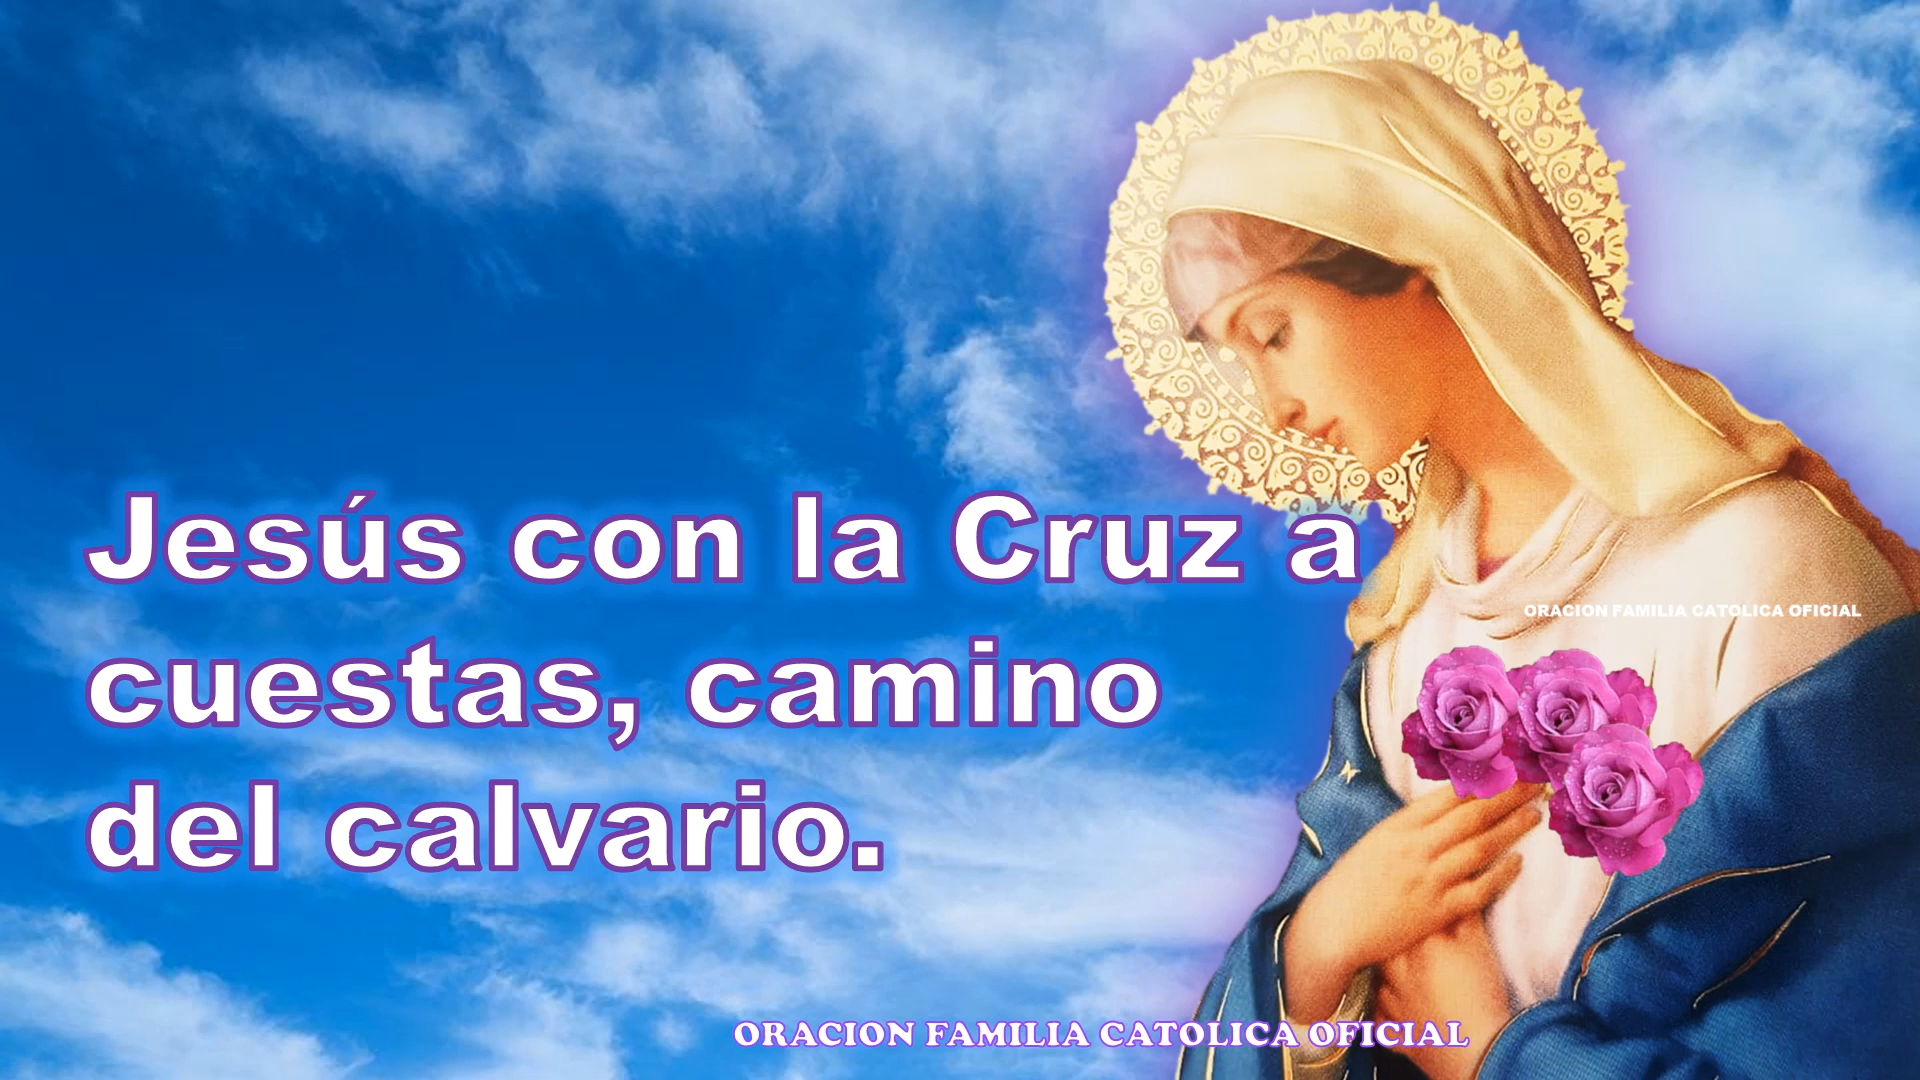 Jesús con la Cruz a
cuestas, camino
del calvario.
ORACION FAMILIA CATOLICA OFICIAL
ORACION FAMILIA CATOLICA OFICIAL